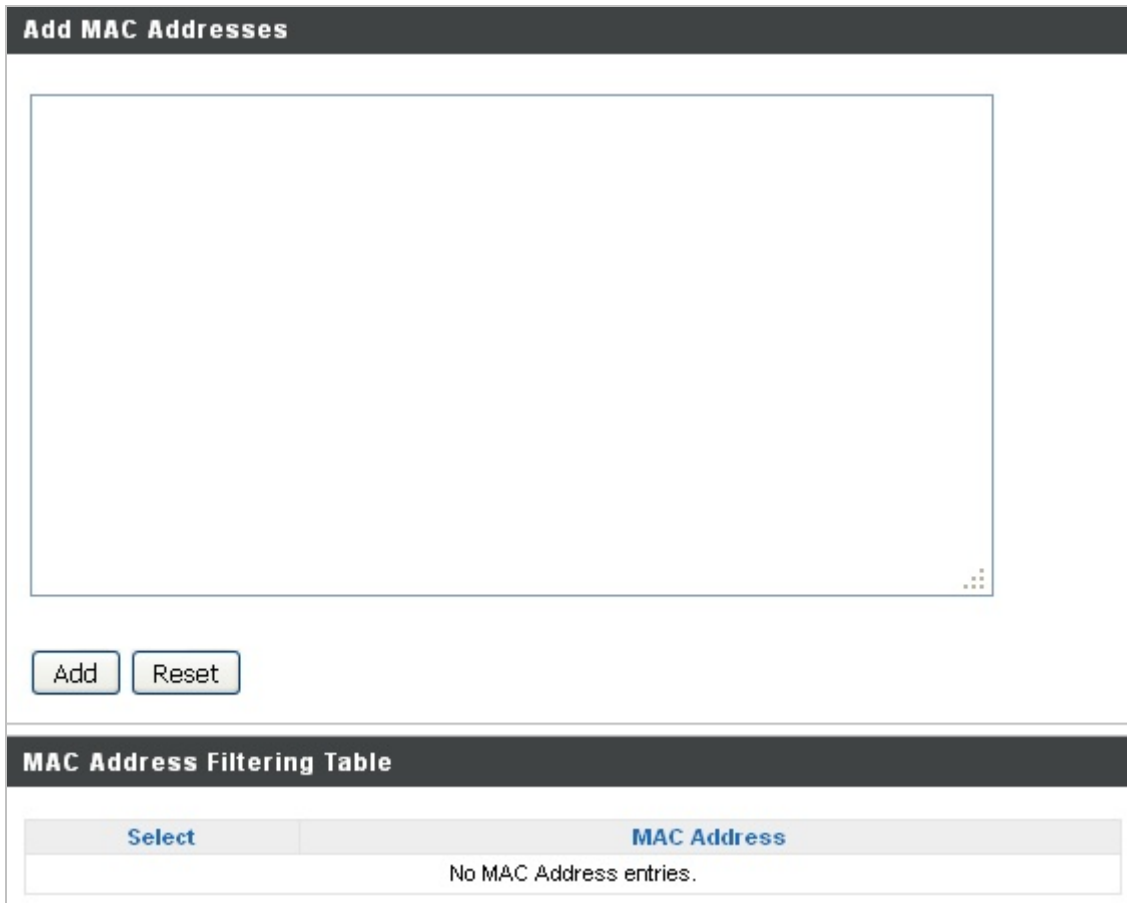 Add MAC Addresses
Add Reset
MAC Address Filtering Table
Select MAC Address
No MAC Address entries.